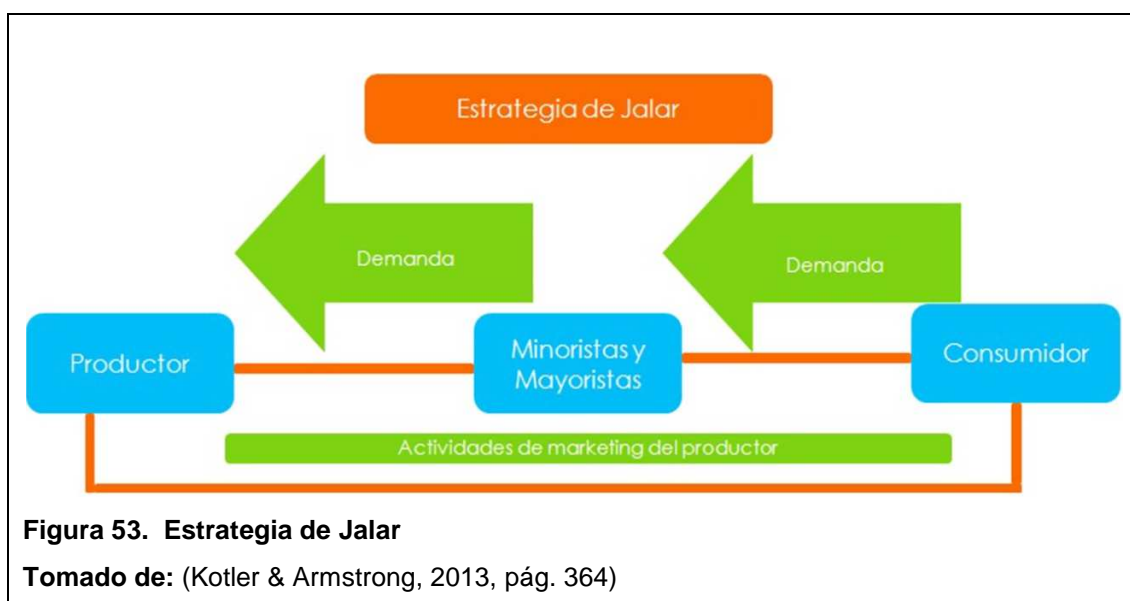 Estrategia de Jalar
Demanda
Demanda
Productor
Minoristas y
Mayoristas
Consumidor
Actividades de marketing del productor
Figura 53. Estrategia de Jalar
Tomado de: (Kotler & Armstrong, 2013, pág. 364)